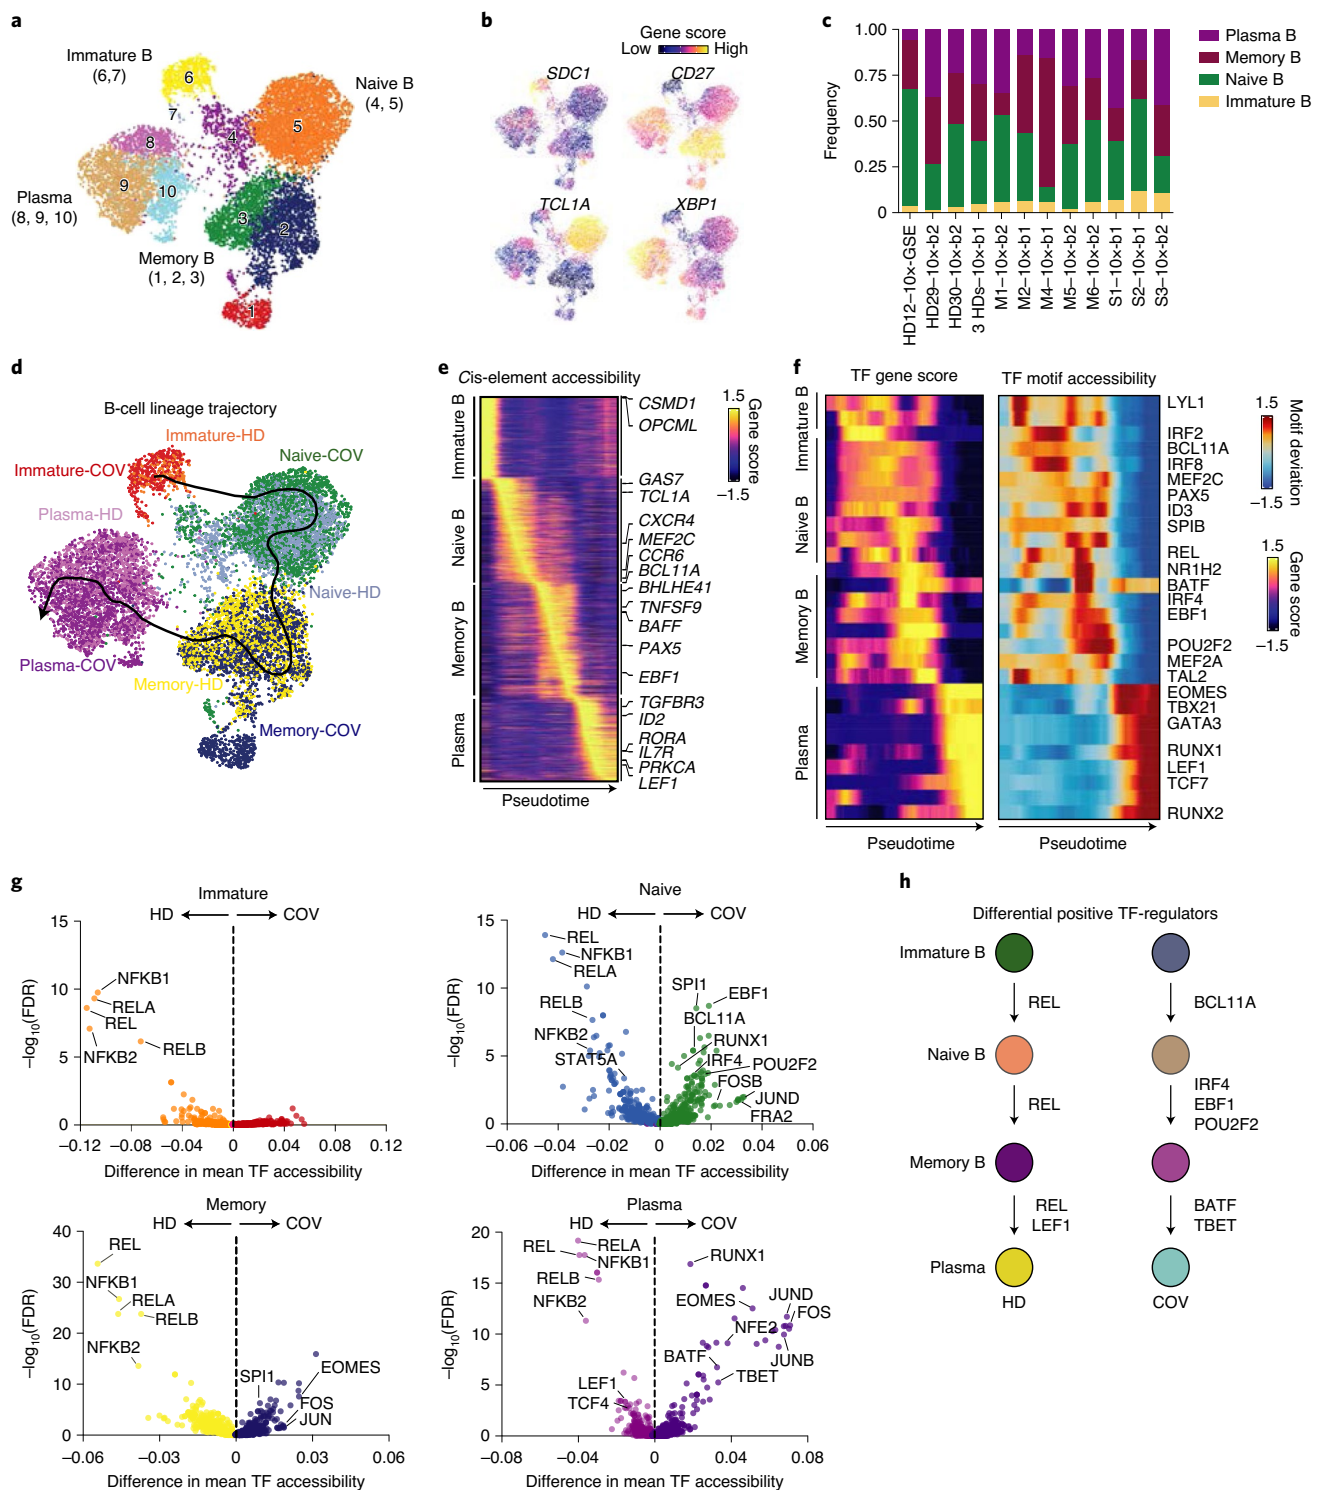 a
Immature B
(6,7)
Naive B
(4, 5)
Plasma
(8, 9, 10)
Memory B
(1, 2, 3)
6
7
8
4
5
9
10
3
2
1
b
Gene score
Low High
SDC1
CD27
TCL1A
XBP1
c
Frequency
1.00
0.75
0.50
0.25
0
HD12–10x-GSE
HD29–10x-b2
HD30–10x-b2
3 HDs–10x-b1
M1–10x-b2
M2–10x-b1
M4–10x-b1
M5–10x-b2
M6–10x-b2
S1–10x-b1
S2–10x-b1
S3–10x-b2
Plasma B
Memory B
Naive B
Immature B
d
B-cell lineage trajectory
Immature-HD
Immature-COV
Naive-COV
Plasma-HD
Naive-HD
Plasma-COV
Memory-HD
Memory-COV
e
Cis-element accessibility
Immature B
Naive B
Memory B
Plasma
CSMD1
OPCML
GAS7
TCL1A
CXCR4
MEF2C
CCR6
BCL11A
BHLHE41
TNFSF9
BAFF
PAX5
EBF1
TGFBR3
ID2
RORA
IL7R
PRKCA
LEF1
Pseudotime
1.5
Gene score
−1.5
f
TF gene score
TF motif accessibility
Immature B
Naive B
Memory B
Plasma
LYL1
IRF2
BCL11A
IRF8
MEF2C
PAX5
ID3
SPIB
REL
NR1H2
BATF
IRF4
EBF1
POU2F2
MEF2A
TAL2
EOMES
TBX21
GATA3
RUNX1
LEF1
TCF7
RUNX2
Pseudotime
Pseudotime
1.5
Motif deviation
−1.5
1.5
Gene score
−1.5
g
Immature
HD COV
−log10(FDR)
15
10
5
0
NFKB1
RELA
REL
NFKB2
RELB
−0.12 −0.04 −0.04 0 0.04 0.12
Difference in mean TF accessibility
Naive
HD COV
−log10(FDR)
15
10
5
0
REL
NFKB1
RELA
RELB
NFKB2
STAT5A
SPI1
EBF1
BCL11A
RUNX1
IRF4
POU2F2
FOSB
JUND
FRA2
−0.06 −0.04 −0.02 0 0.02 0.04 0.06
Difference in mean TF accessibility
Memory
HD COV
−log10(FDR)
40
30
20
10
0
REL
NFKB1
RELA
RELB
NFKB2
SPI1
EOMES
FOS
JUN
−0.06 −0.03 0 0.03 0.06
Difference in mean TF accessibility
Plasma
HD COV
−log10(FDR)
20
15
10
5
0
REL
RELA
NFKB1
RELB
NFKB2
LEF1
TCF4
RUNX1
EOMES
JUND
FOS
NFE2
JUNB
BATF
TBET
−0.08 −0.04 0 0.04 0.08
Difference in mean TF accessibility
h
Differential positive TF-regulators
Immature B
REL
BCL11A
Naive B
REL
IRF4
EBF1
POU2F2
Memory B
REL
LEF1
BATF
TBET
Plasma
HD
COV